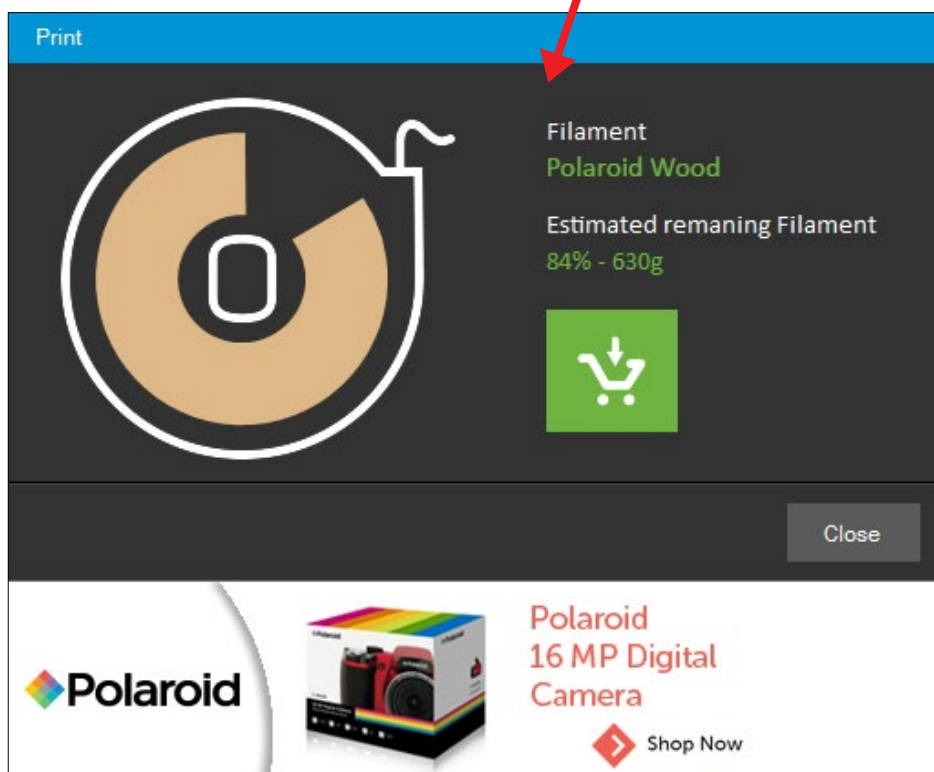 Print
Filament
Polaroid Wood
Estimated remaning Filament
84% - 630g
Close
Polaroid
Polaroid
16 MP Digital
Camera
Shop Now